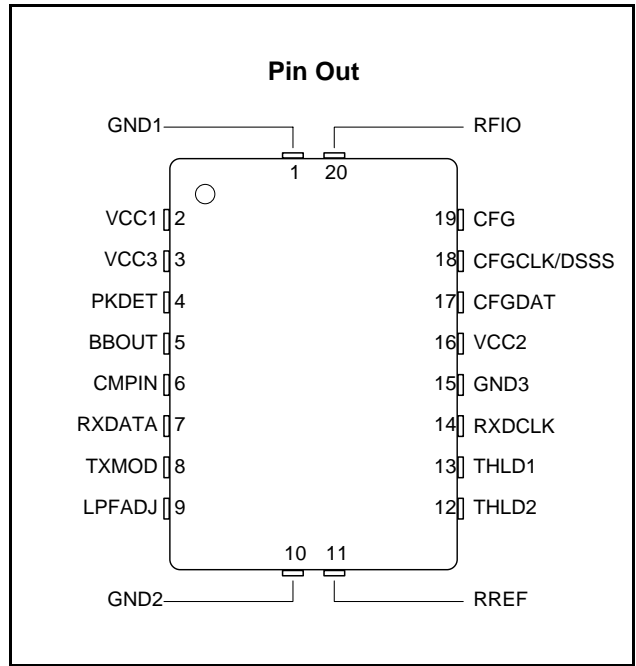 Pin Out
GND1 RFIO
1 20
VCC1 2 19 CFG
VCC3 3 18 CFGCLK/DSSS
PKDET 4 17 CFGDAT
BBOUT 5 16 VCC2
CMPIN 6 15 GND3
RXDATA 7 14 RXDCLK
TXMOD 8 13 THLD1
LPFADJ 9 12 THLD2
10 11
GND2 RREF